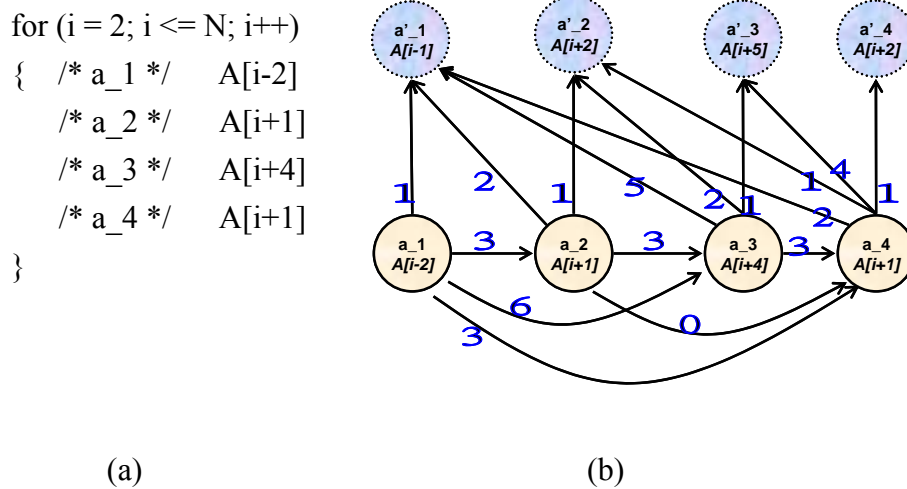 for (i = 2; i <= N; i++)
{ /* a_1 */ A[i-2]
/* a_2 */ A[i+1]
/* a_3 */ A[i+4]
/* a_4 */ A[i+1]
}
(a)
a'_1
A[i-1]
a'_2
A[i+2]
a'_3
A[i+5]
a'_4
A[i+2]
1
2
1
5
2
1
1
4
2
1
a_1
A[i-2]
3
a_2
A[i+1]
3
a_3
A[i+4]
3
a_4
A[i+1]
6
3
0
(b)